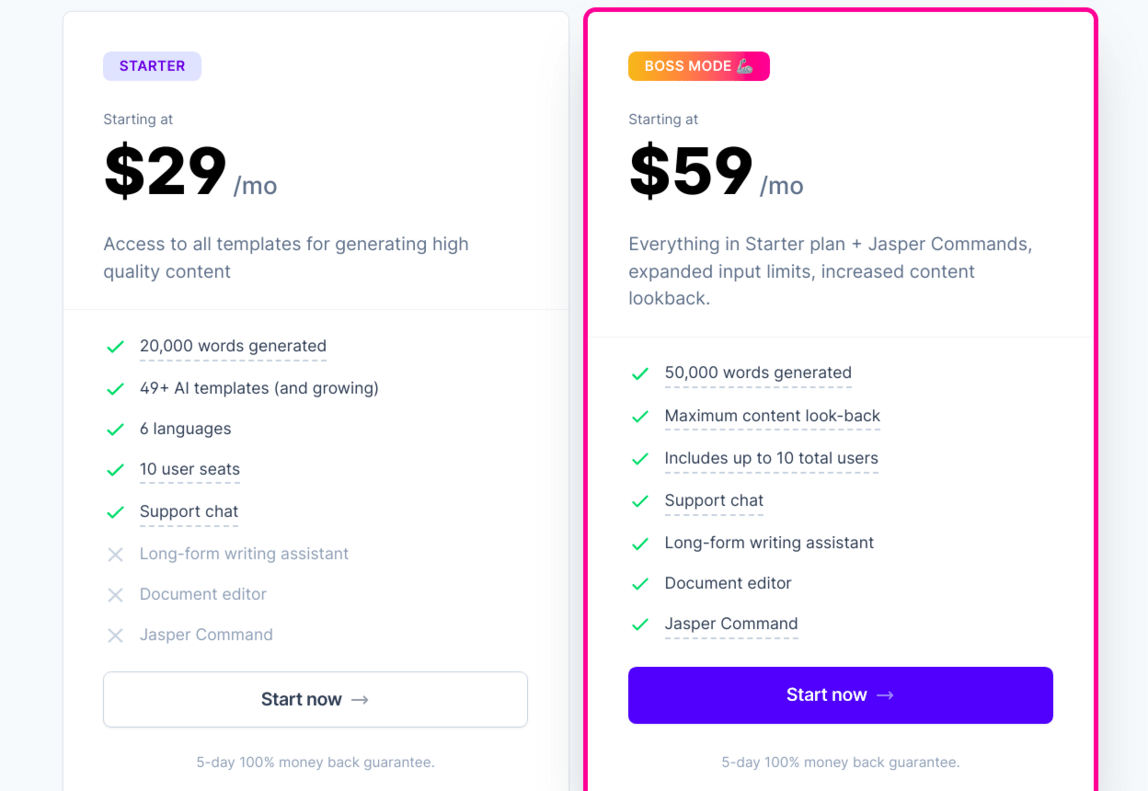 STARTER
Starting at
$29 /mo
Access to all templates for generating high
quality content
20,000 words generated
49+ AI templates (and growing)
6 languages
10 user seats
Support chat
Long-form writing assistant
Document editor
Jasper Command
Start now →
5-day 100% money back guarantee.
BOSS MODE 🦾
Starting at
$59 /mo
Everything in Starter plan + Jasper Commands,
expanded input limits, increased content
lookback.
50,000 words generated
Maximum content look-back
Includes up to 10 total users
Support chat
Long-form writing assistant
Document editor
Jasper Command
Start now →
5-day 100% money back guarantee.